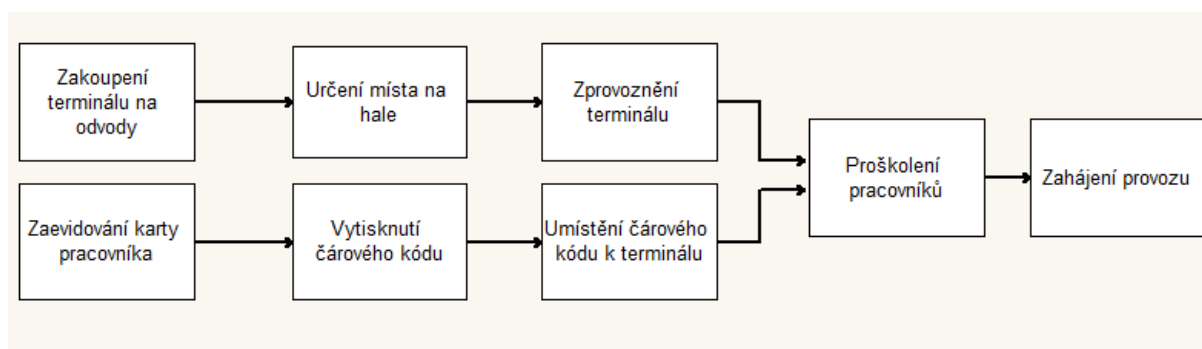 Zakoupení
terminálu na
odvody
Určení místa na
hale
Zprovoznění
terminálu
Zaevidování karty
pracovníka
Vytisknutí
čárového kódu
Umístění čárového
kódu k terminálu
Proškolení
pracovníků
Zahájení provozu